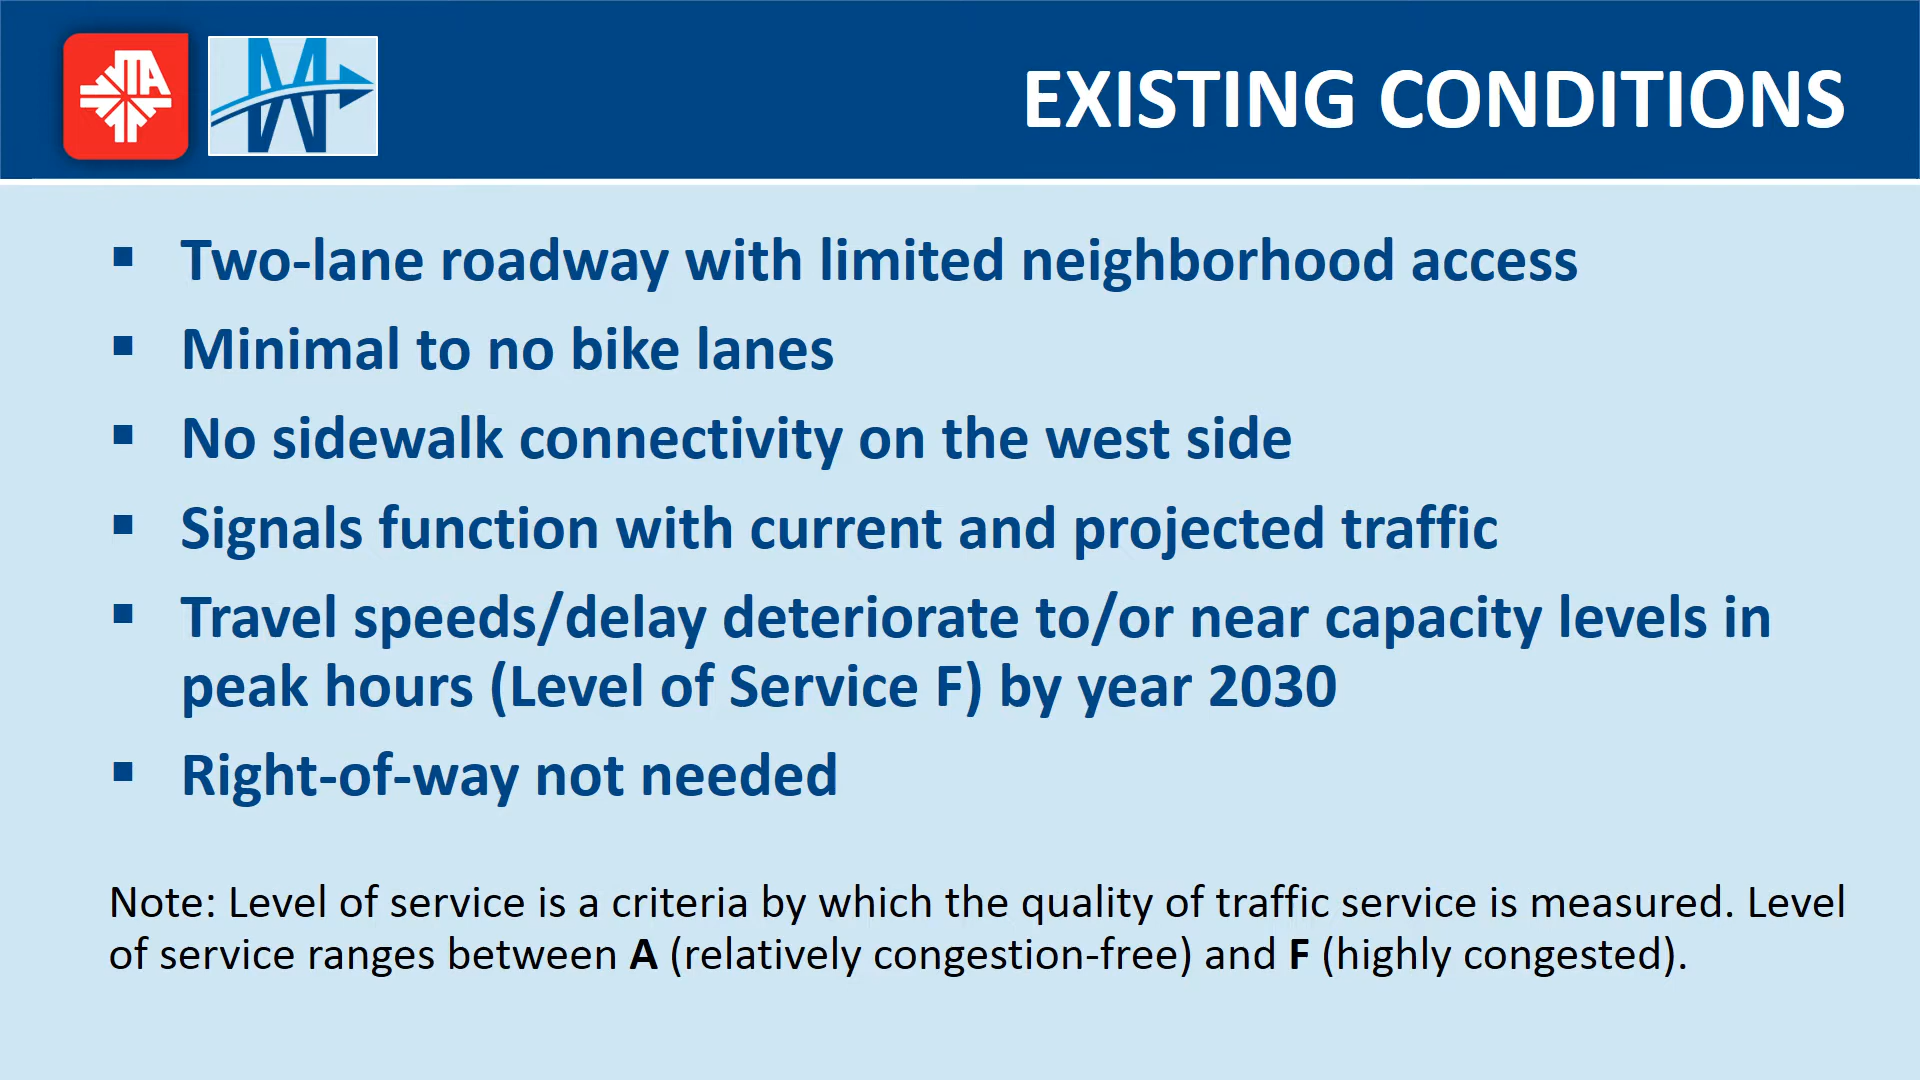 JTA
MW
EXISTING CONDITIONS
▪ Two-lane roadway with limited neighborhood access
▪ Minimal to no bike lanes
▪ No sidewalk connectivity on the west side
▪ Signals function with current and projected traffic
▪ Travel speeds/delay deteriorate to/or near capacity levels in
peak hours (Level of Service F) by year 2030
▪ Right-of-way not needed
Note: Level of service is a criteria by which the quality of traffic service is measured. Level
of service ranges between A (relatively congestion-free) and F (highly congested).